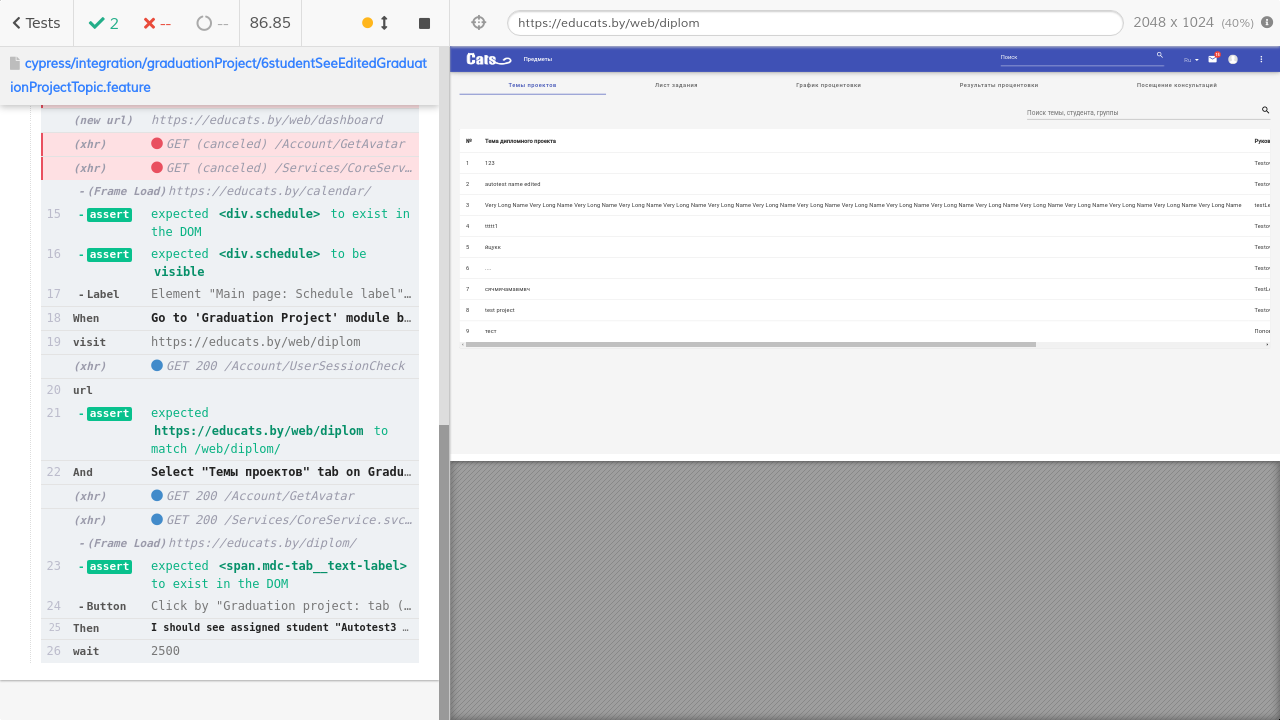 Tests
2
--
--
86.85
https://educats.by/web/diplom
2048 x 1024 (40%)
cypress/integration/graduationProject/6studentSeeEditedGraduat
ionProjectTopic.feature
(new url) https://educats.by/web/dashboard
(xhr) GET (canceled) /Account/GetAvatar
(xhr) GET (canceled) /Services/CoreServ...
-(Frame Load) https://educats.by/calendar/
15 -assert expected <div.schedule> to exist in
the DOM
16 -assert expected <div.schedule> to be
visible
17 -Label Element "Main page: Schedule label"...
18 When Go to 'Graduation Project' module b...
19 visit https://educats.by/web/diplom
(xhr) GET 200 /Account/UserSessionCheck
20 url
21 -assert expected
https://educats.by/web/diplom to
match /web/diplom/
22 And Select "Темы проектов" tab on Gradu...
(xhr) GET 200 /Account/GetAvatar
(xhr) GET 200 /Services/CoreService.svc...
-(Frame Load) https://educats.by/diplom/
23 -assert expected <span.mdc-tab__text-label>
to exist in the DOM
24 -Button Click by "Graduation project: tab (...
25 Then I should see assigned student "Autotest3 ...
26 wait 2500
Cats Предметы Поиск Ru
Темы проектов Лист задания График процентовки Результаты процентовки Посещение консультаций
Поиск темы, студента, группы
№ Тема дипломного проекта Руков
1 123 Testov
2 autotest name edited Testov
3 Very Long Name Very Long Name Very Long Name Very Long Name Very Long Name Very Long Name Very Long Name Very Long Name Very Long Name Very Long Name Very Long Name Very Long Name Very Long Name Very Long Name Very Long Name Very Long Name Very Long Name testLe
4 ttttt1 Testov
5 йцукк Testov
6 .... Testov
7 TestLe
8 test project Testov
9 тест Попов